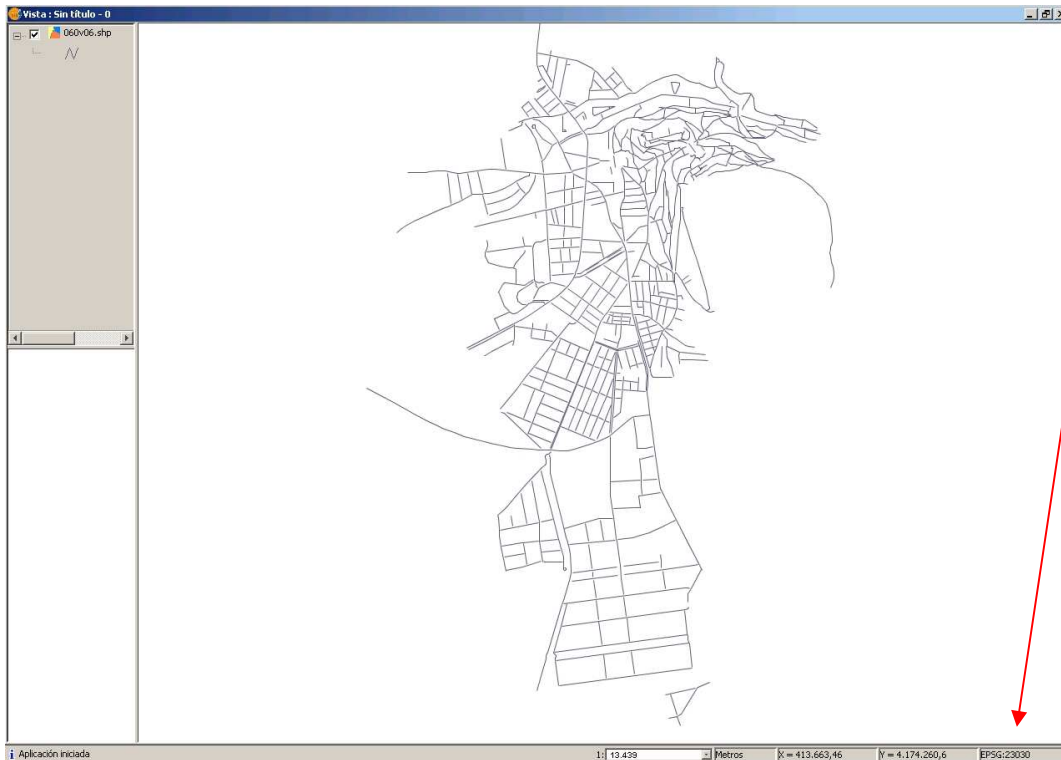 Vista : Sin título - 0
060v06.shp
Aplicación iniciada
1: 13.439
Metros
X = 413.663,46
Y = 4.174.260,6
EPSG:23030